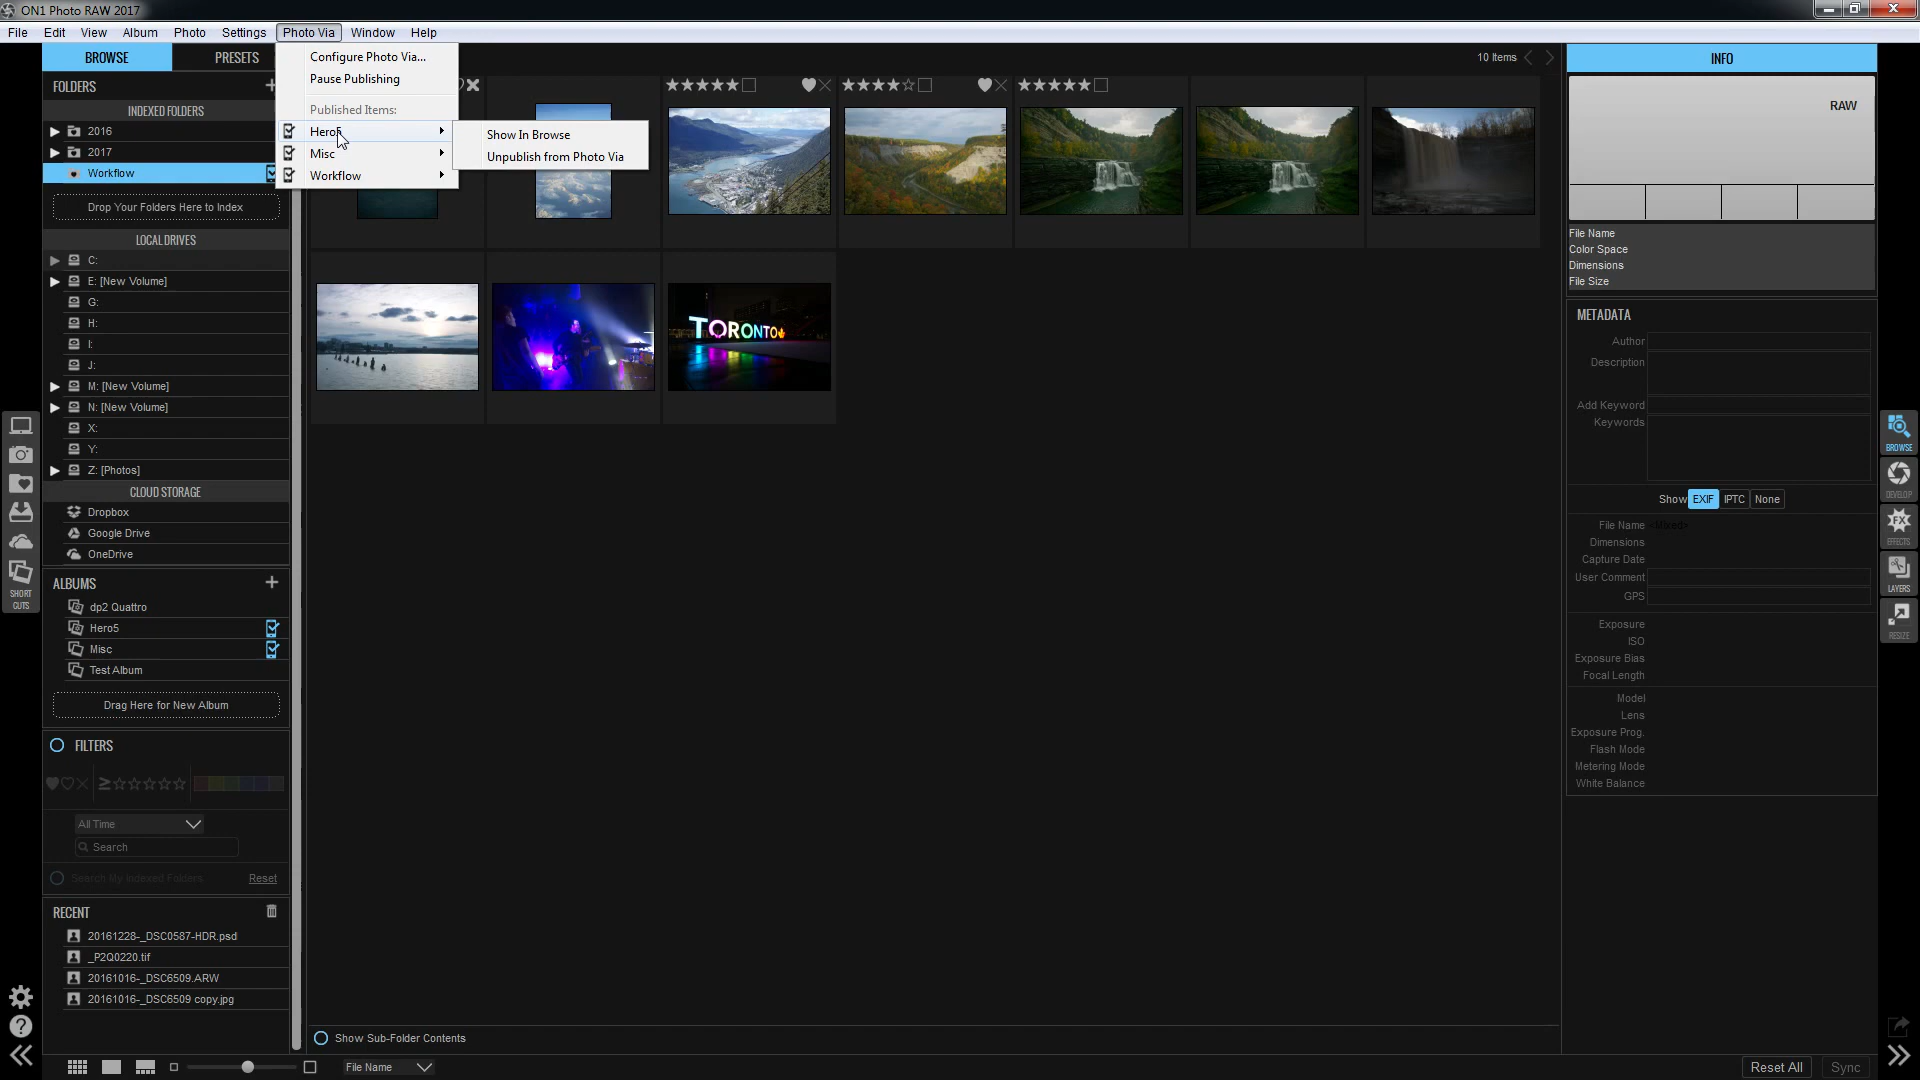 ON1 Photo RAW 2017
File Edit View Album Photo Settings Photo Via Window Help
BROWSE PRESETS
Configure Photo Via...
Pause Publishing
Published Items:
Hero5
Misc
Workflow
Show In Browse
Unpublish from Photo Via
10 Items
INFO
FOLDERS
INDEXED FOLDERS
2016
2017
Workflow
Drop Your Folders Here to Index
LOCAL DRIVES
C:
E: [New Volume]
G:
H:
I:
J:
M: [New Volume]
N: [New Volume]
X:
Y:
Z: [Photos]
CLOUD STORAGE
Dropbox
Google Drive
OneDrive
ALBUMS
dp2 Quattro
Hero5
Misc
Test Album
Drag Here for New Album
FILTERS
All Time
Search
Search My Indexed Folders
Reset
RECENT
20161228-_DSC0587-HDR.psd
_P2Q0220.tif
20161016-_DSC6509.ARW
20161016-_DSC6509 copy.jpg
SHORT
CUTS
TORONTO
Show Sub-Folder Contents
File Name
RAW
File Name
Color Space
Dimensions
File Size
METADATA
Author
Description
Add Keyword
Keywords
Show EXIF IPTC None
File Name <Mixed>
Dimensions
Capture Date
User Comment
GPS
Exposure
ISO
Exposure Bias
Focal Length
Model
Lens
Exposure Prog.
Flash Mode
Metering Mode
White Balance
BROWSE
DEVELOP
FX
EFFECTS
LAYERS
RESIZE
Reset All Sync